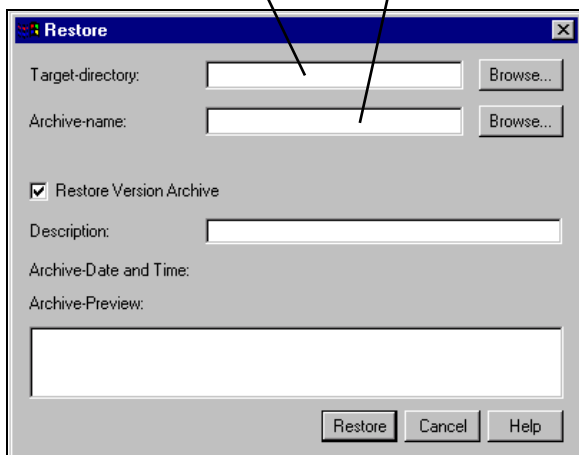 Restore
Target-directory: Browse...
Archive-name: Browse...
Restore Version Archive
Description:
Archive-Date and Time:
Archive-Preview:
Restore Cancel Help